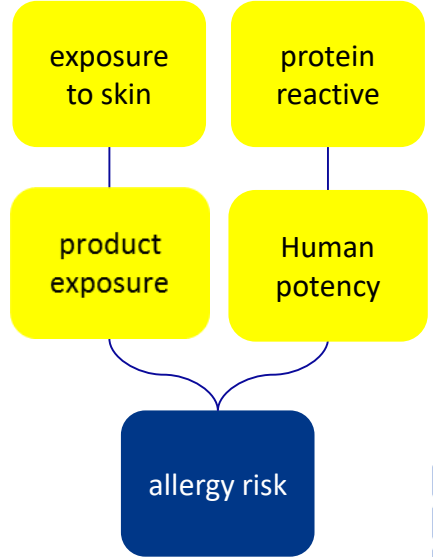 exposure
to skin
protein
reactive
product
exposure
Human
potency
allergy risk